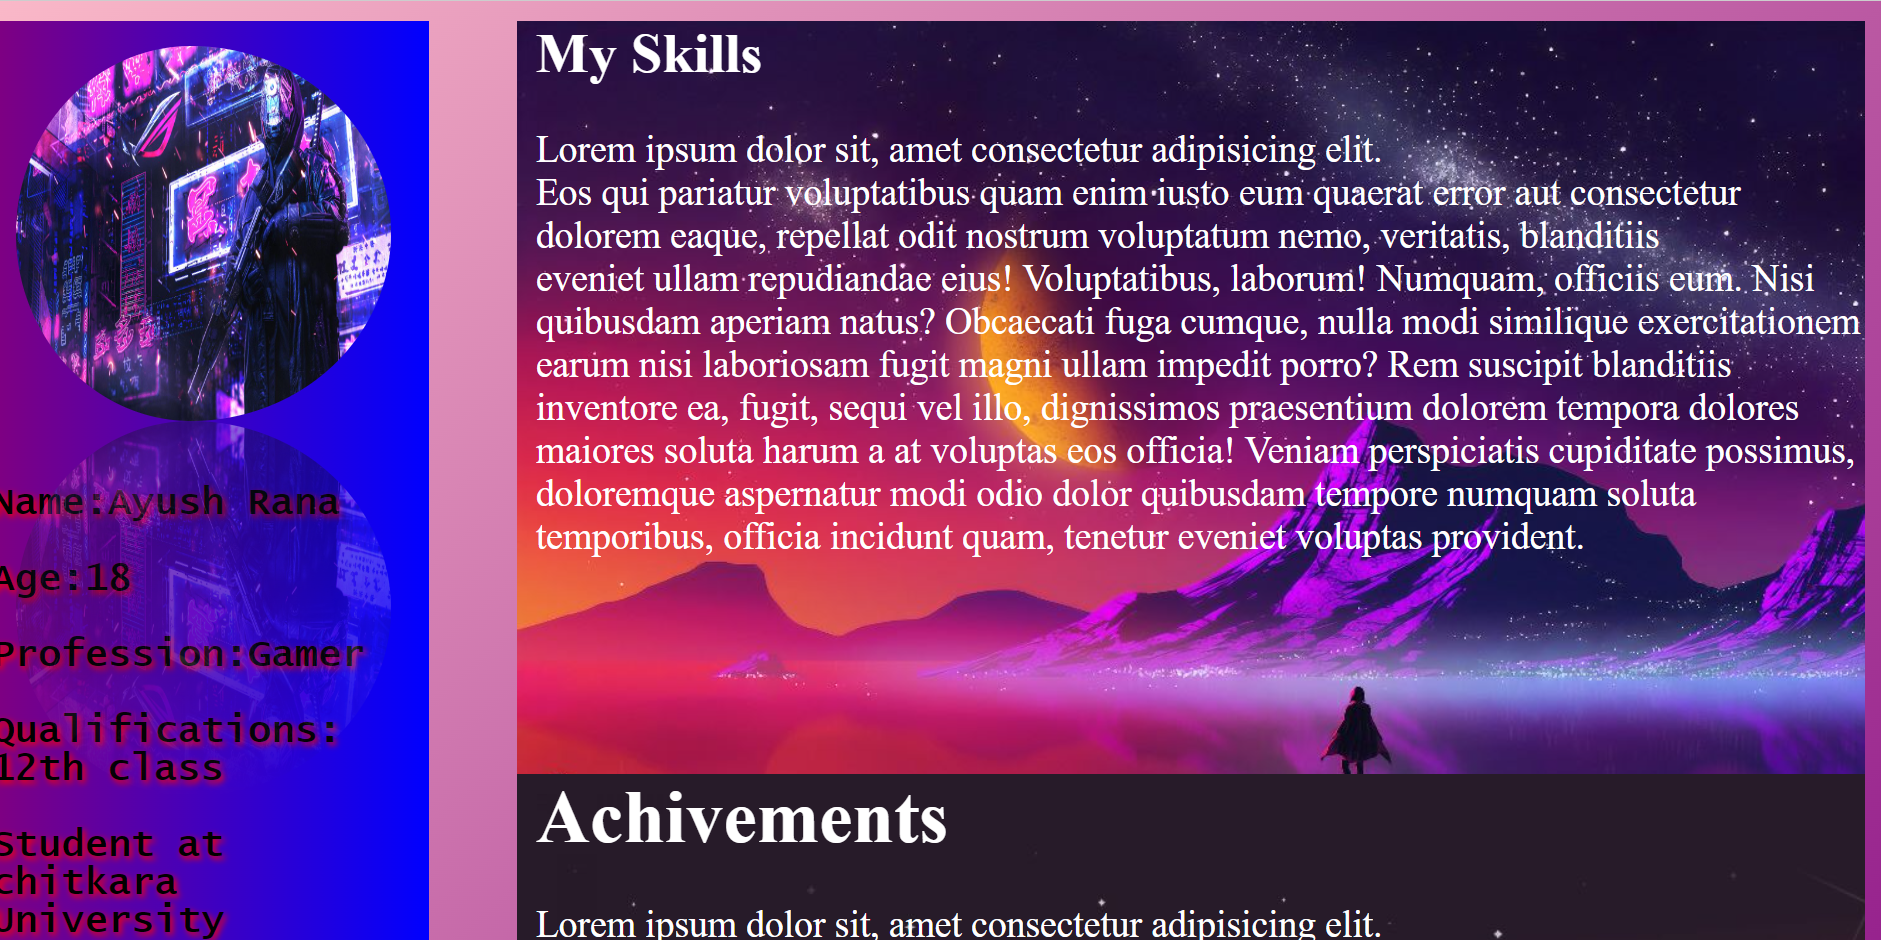 Name:Ayush Rana
Age:18
Profession:Gamer
Qualifications:
12th class
Student at
chitkara
University
My Skills
Lorem ipsum dolor sit, amet consectetur adipisicing elit.
Eos qui pariatur voluptatibus quam enim iusto eum quaerat error aut consectetur
dolorem eaque, repellat odit nostrum voluptatum nemo, veritatis, blanditiis
eveniet ullam repudiandae eius! Voluptatibus, laborum! Numquam, officiis eum. Nisi
quibusdam aperiam natus? Obcaecati fuga cumque, nulla modi similique exercitationem
earum nisi laboriosam fugit magni ullam impedit porro? Rem suscipit blanditiis
inventore ea, fugit, sequi vel illo, dignissimos praesentium dolorem tempora dolores
maiores soluta harum a at voluptas eos officia! Veniam perspiciatis cupiditate possimus,
doloremque aspernatur modi odio dolor quibusdam tempore numquam soluta
temporibus, officia incidunt quam, tenetur eveniet voluptas provident.
Achivements
Lorem ipsum dolor sit, amet consectetur adipisicing elit.